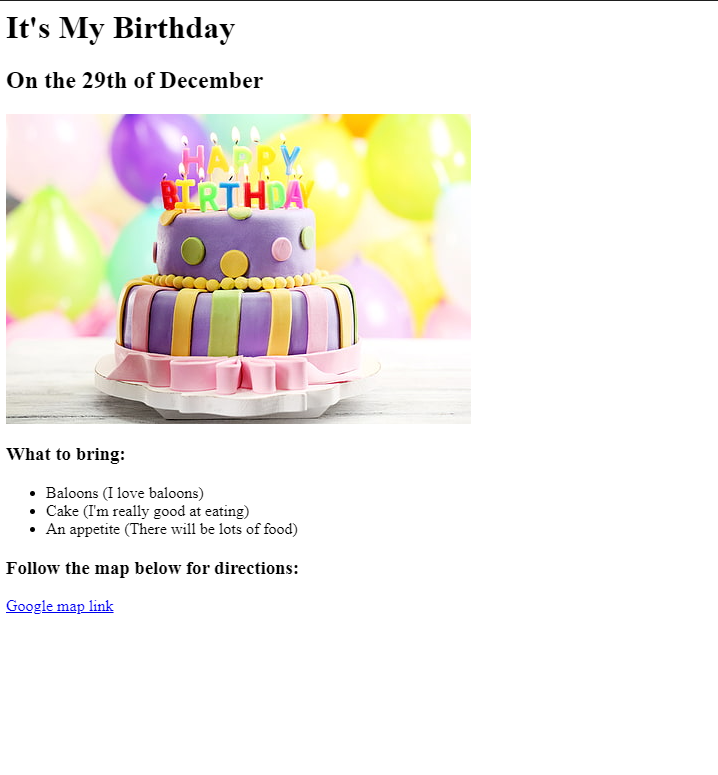 It's My Birthday
On the 29th of December
HAPPY
BIRTHDAY
What to bring:
Baloons (I love baloons)
Cake (I'm really good at eating)
An appetite (There will be lots of food)
Follow the map below for directions:
Google map link